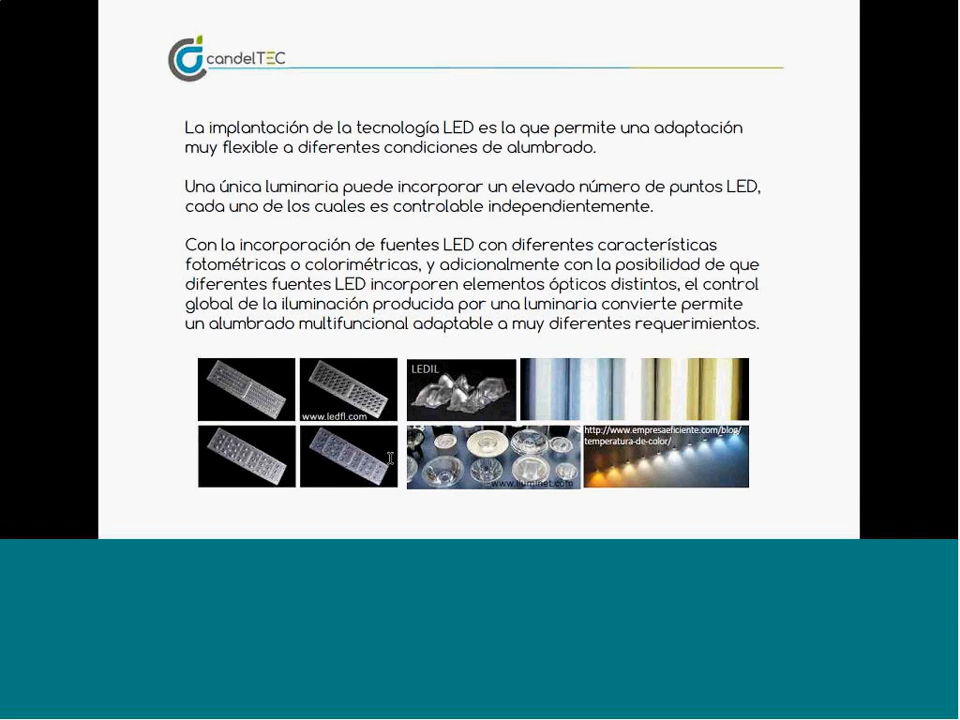 candelTEC
La implantación de la tecnología LED es la que permite una adaptación
muy flexible a diferentes condiciones de alumbrado.
Una única luminaria puede incorporar un elevado número de puntos LED,
cada uno de los cuales es controlable independientemente.
Con la incorporación de fuentes LED con diferentes características
fotométricas o colorimétricas, y adicionalmente con la posibilidad de que
diferentes fuentes LED incorporen elementos ópticos distintos, el control
global de la iluminación producida por una luminaria convierte permite
un alumbrado multifuncional adaptable a muy diferentes requerimientos.
www.ledfl.com
LEDIL
http://www.empresaeficiente.com/blog/
temperatura-de-color/